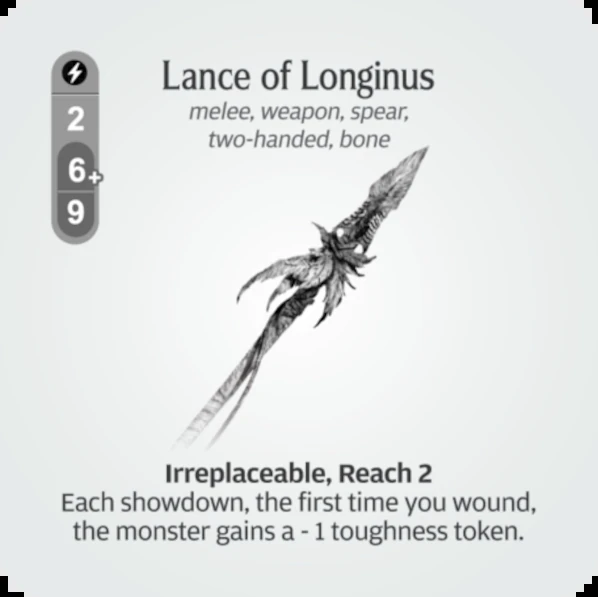 Lance of Longinus
melee, weapon, spear,
two-handed, bone
2
6+
9
Irreplaceable, Reach 2
Each showdown, the first time you wound,
the monster gains a - 1 toughness token.